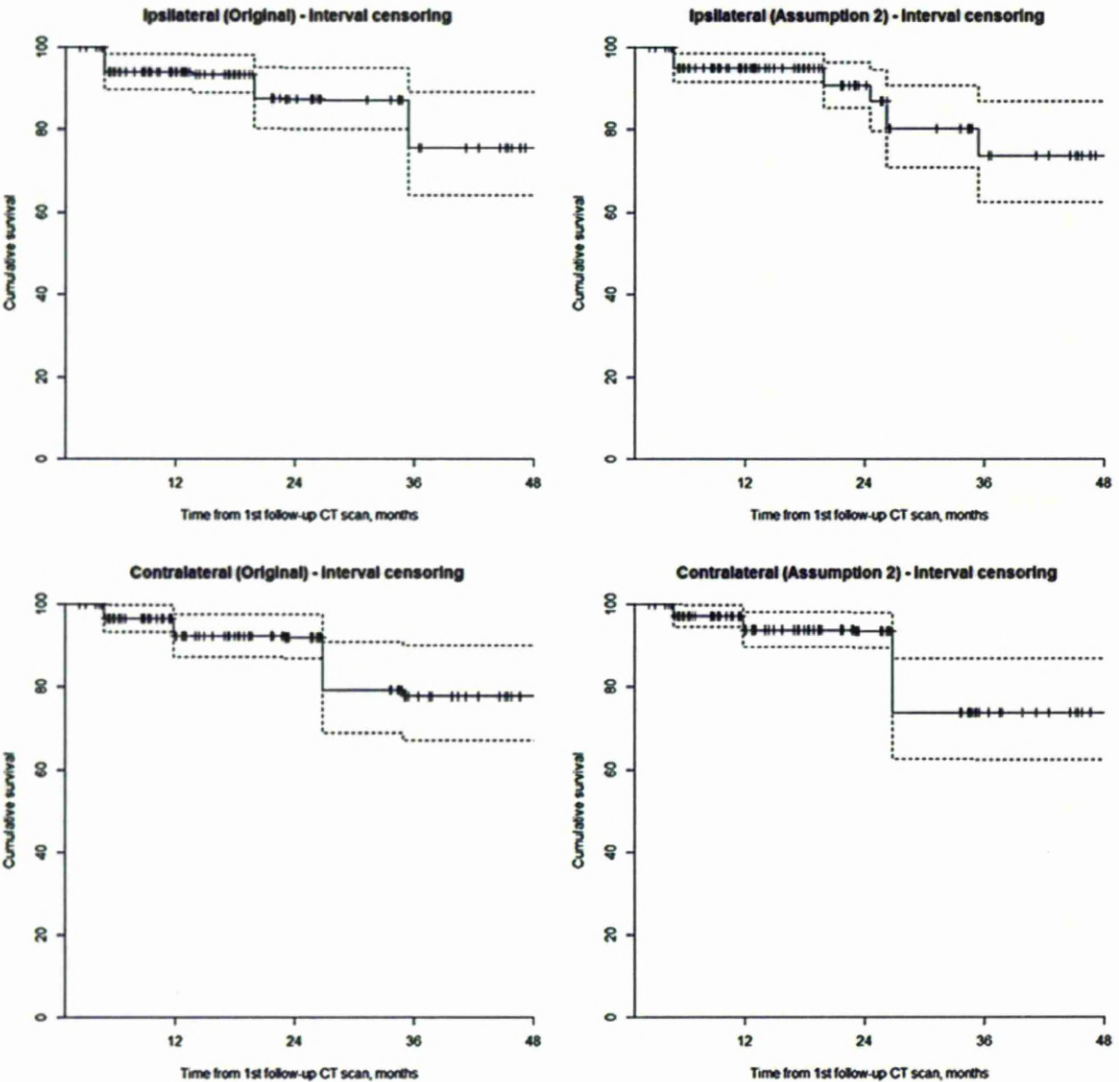 Ipsilateral (Original) - Interval censoring
100
80
60
40
20
0
Cumulative survival
12 24 36 48
Time from 1st follow-up CT scan, months
Ipsilateral (Assumption 2) - Interval censoring
100
80
60
40
20
0
Cumulative survival
12 24 36 48
Time from 1st follow-up CT scan, months
Contralateral (Original) - Interval censoring
100
80
60
40
20
0
Cumulative survival
12 24 36 48
Time from 1st follow-up CT scan, months
Contralateral (Assumption 2) - Interval censoring
100
80
60
40
20
0
Cumulative survival
12 24 36 48
Time from 1st follow-up CT scan, months